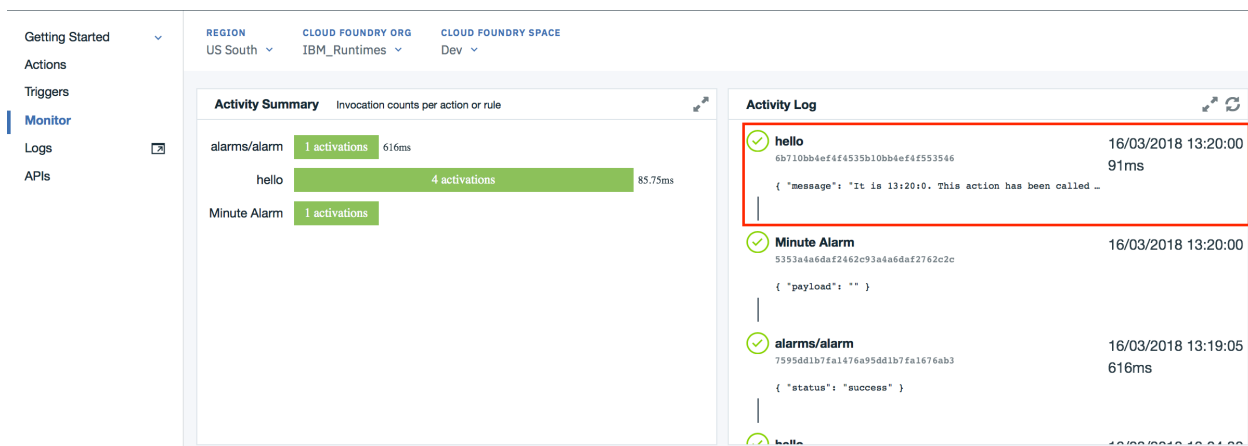 Getting Started
Actions
Triggers
Monitor
Logs
APIs
REGION CLOUD FOUNDRY ORG CLOUD FOUNDRY SPACE
US South IBM_Runtimes Dev
Activity Summary Invocation counts per action or rule
alarms/alarm 1 activations 616ms
hello 4 activations 85.75ms
Minute Alarm 1 activations
Activity Log
hello 16/03/2018 13:20:00
6b710bb4ef4f4535b10bb4ef4f553546 91ms
{ "message": "It is 13:20:0. This action has been called …
Minute Alarm 16/03/2018 13:20:00
5353a4a6daf2462c93a4a6daf2762c2c
{ "payload": "" }
alarms/alarm 16/03/2018 13:19:05
7595dd1b7fa1476a95dd1b7fa1676ab3 616ms
{ "status": "success" }
hello